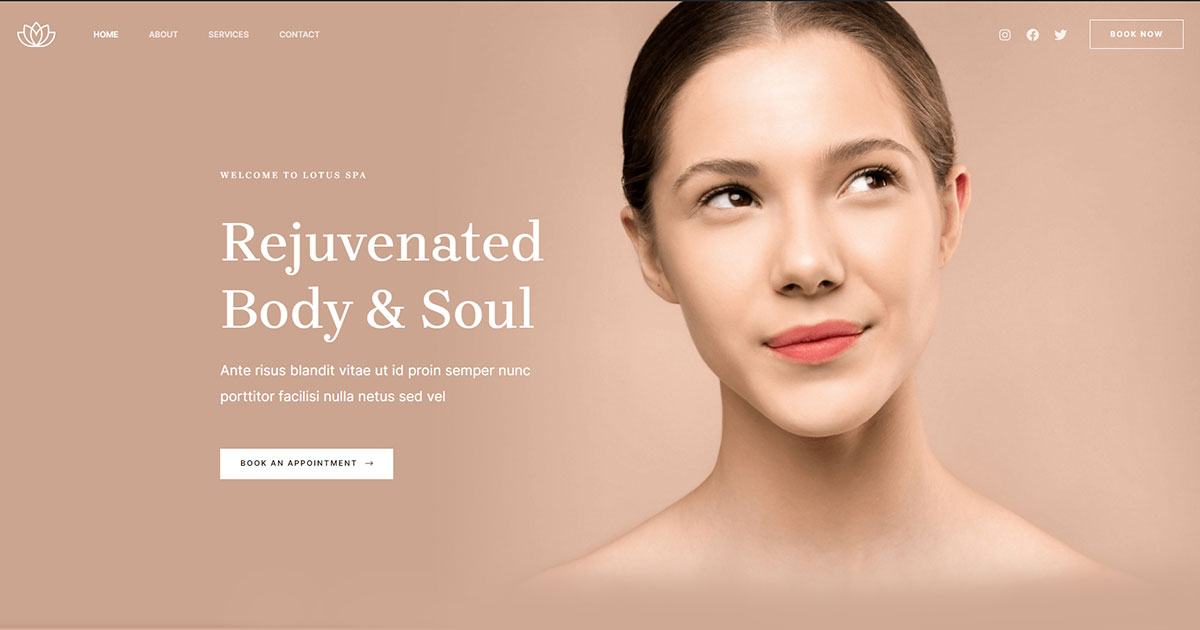 HOME ABOUT SERVICES CONTACT BOOK NOW
WELCOME TO LOTUS SPA
Rejuvenated
Body & Soul
Ante risus blandit vitae ut id proin semper nunc
porttitor facilisi nulla netus sed vel
BOOK AN APPOINTMENT →